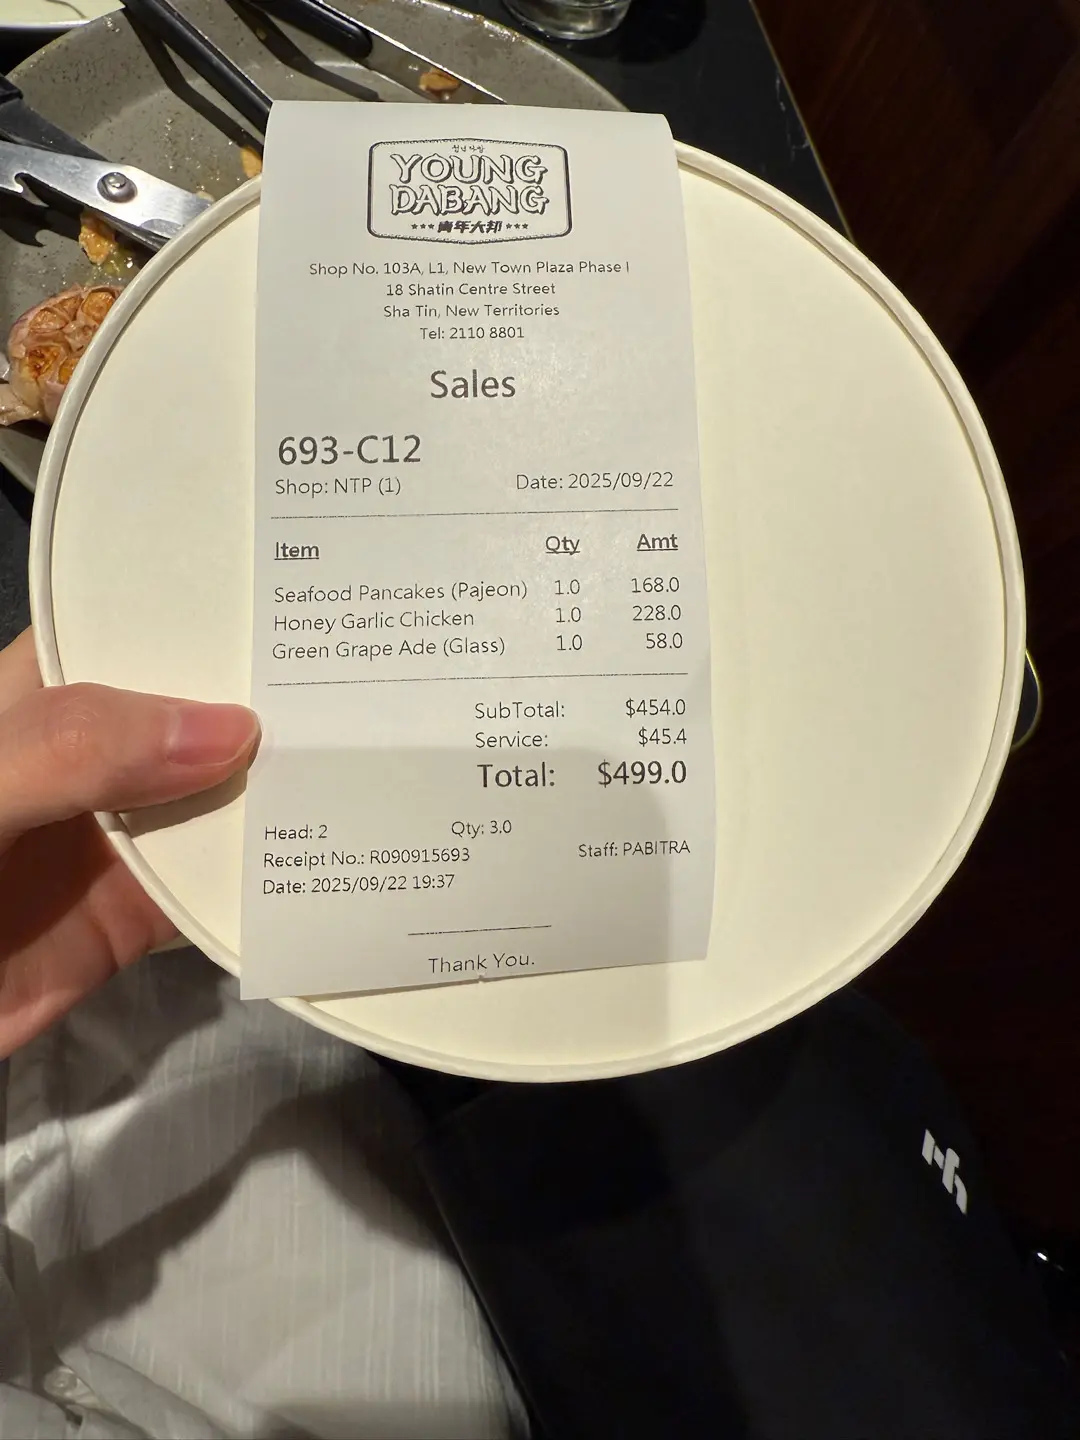 청년다방
YOUNG
DABANG
***青年大邦***
Shop No. 103A, L1, New Town Plaza Phase I
18 Shatin Centre Street
Sha Tin, New Territories
Tel: 2110 8801
Sales
693-C12
Shop: NTP (1) Date: 2025/09/22
Item Qty Amt
Seafood Pancakes (Pajeon) 1.0 168.0
Honey Garlic Chicken 1.0 228.0
Green Grape Ade (Glass) 1.0 58.0
SubTotal: $454.0
Service: $45.4
Total: $499.0
Head: 2 Qty: 3.0
Receipt No.: R090915693 Staff: PABITRA
Date: 2025/09/22 19:37
Thank You.